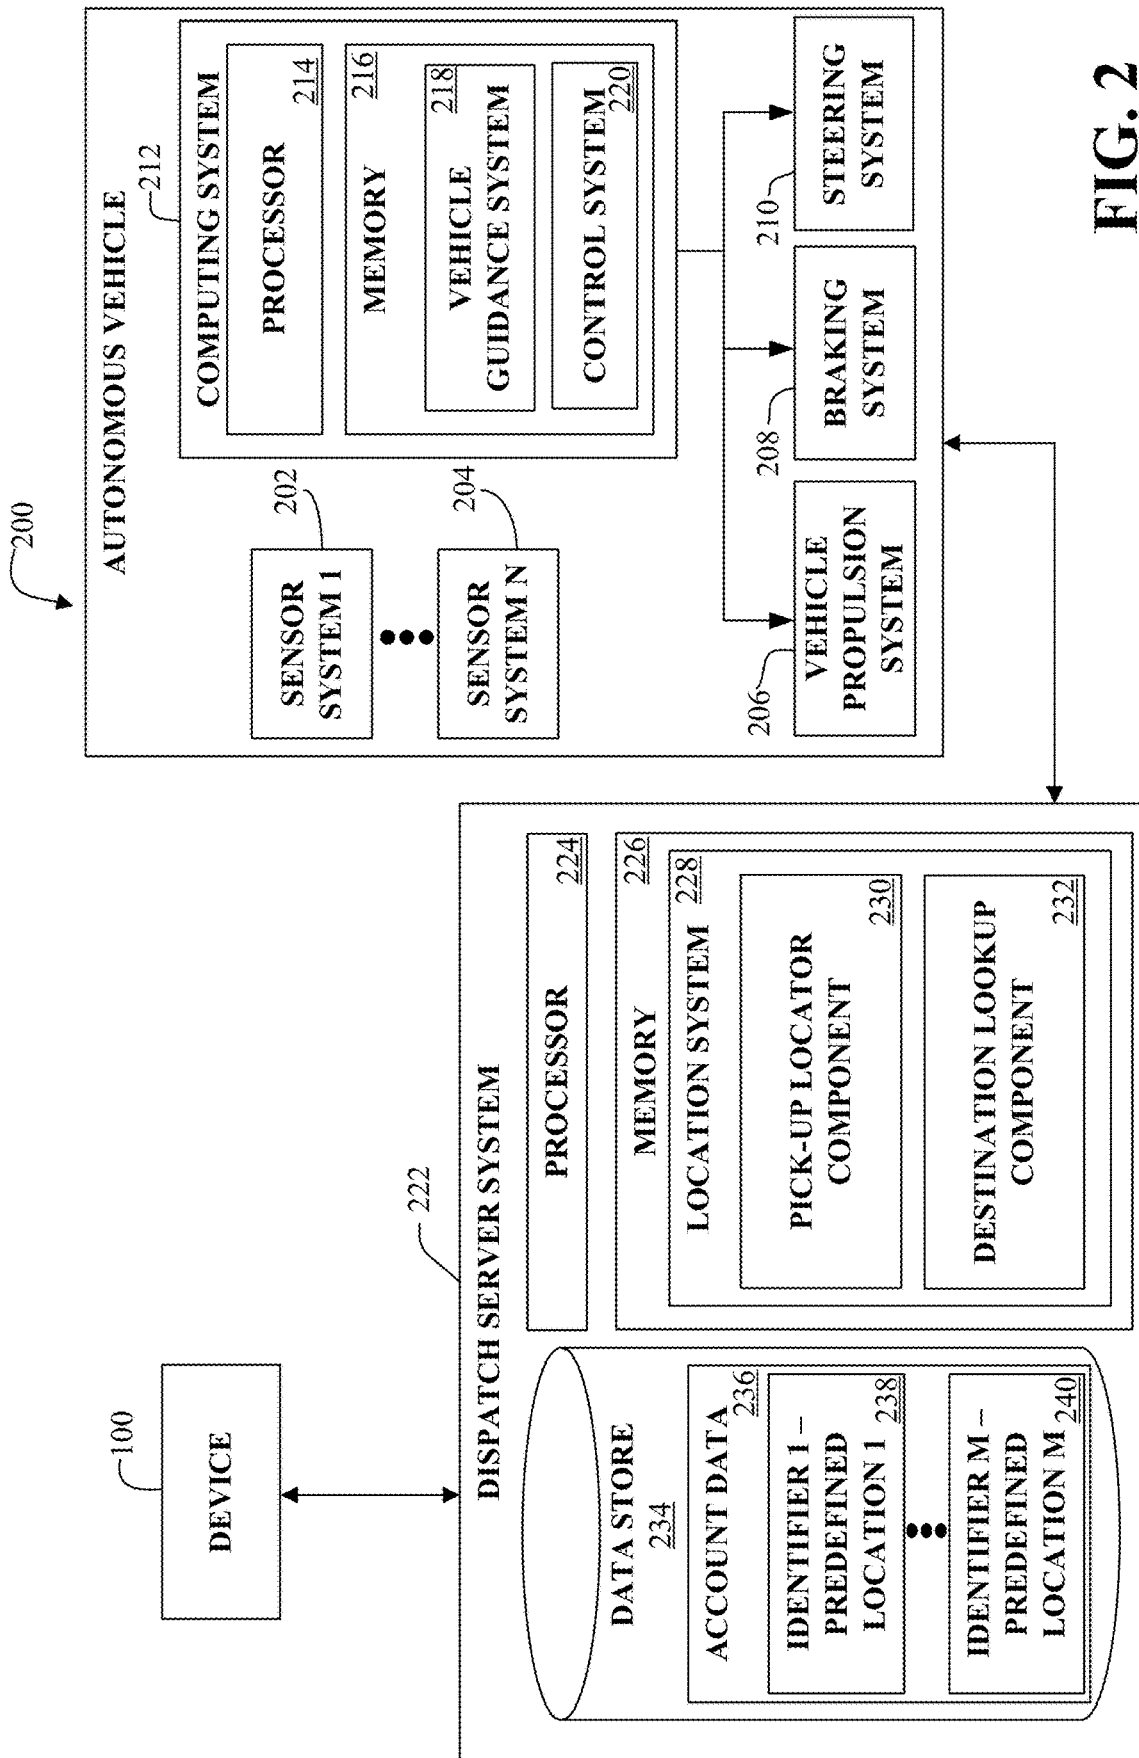 200
AUTONOMOUS VEHICLE
212
COMPUTING SYSTEM
PROCESSOR
214
MEMORY
216
VEHICLE
GUIDANCE SYSTEM
218
CONTROL SYSTEM
220
SENSOR
SYSTEM 1
202
SENSOR
SYSTEM N
204
206
VEHICLE
PROPULSION
SYSTEM
208
BRAKING
SYSTEM
210
STEERING
SYSTEM
100
DEVICE
222
DISPATCH SERVER SYSTEM
PROCESSOR
224
MEMORY
226
LOCATION SYSTEM
228
PICK-UP LOCATOR
COMPONENT
230
DESTINATION LOOKUP
COMPONENT
232
DATA STORE
234
ACCOUNT DATA
236
IDENTIFIER 1 –
PREDEFINED
LOCATION 1
238
IDENTIFIER M –
PREDEFINED
LOCATION M
240
FIG. 2